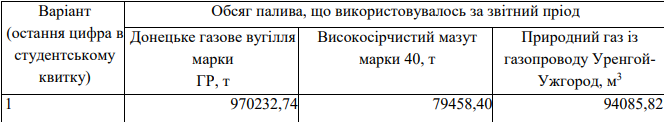 Варіант
(остання цифра в
студентському
квитку)
Обсяг палива, що використовувалось за звітний пріод
Донецьке газове вугілля
марки
ГР, т
Високосірчистий мазут
марки 40, т
Природний газ із
газопроводу Уренгой-
Ужгород, м³
1
970232,74
79458,40
94085,82